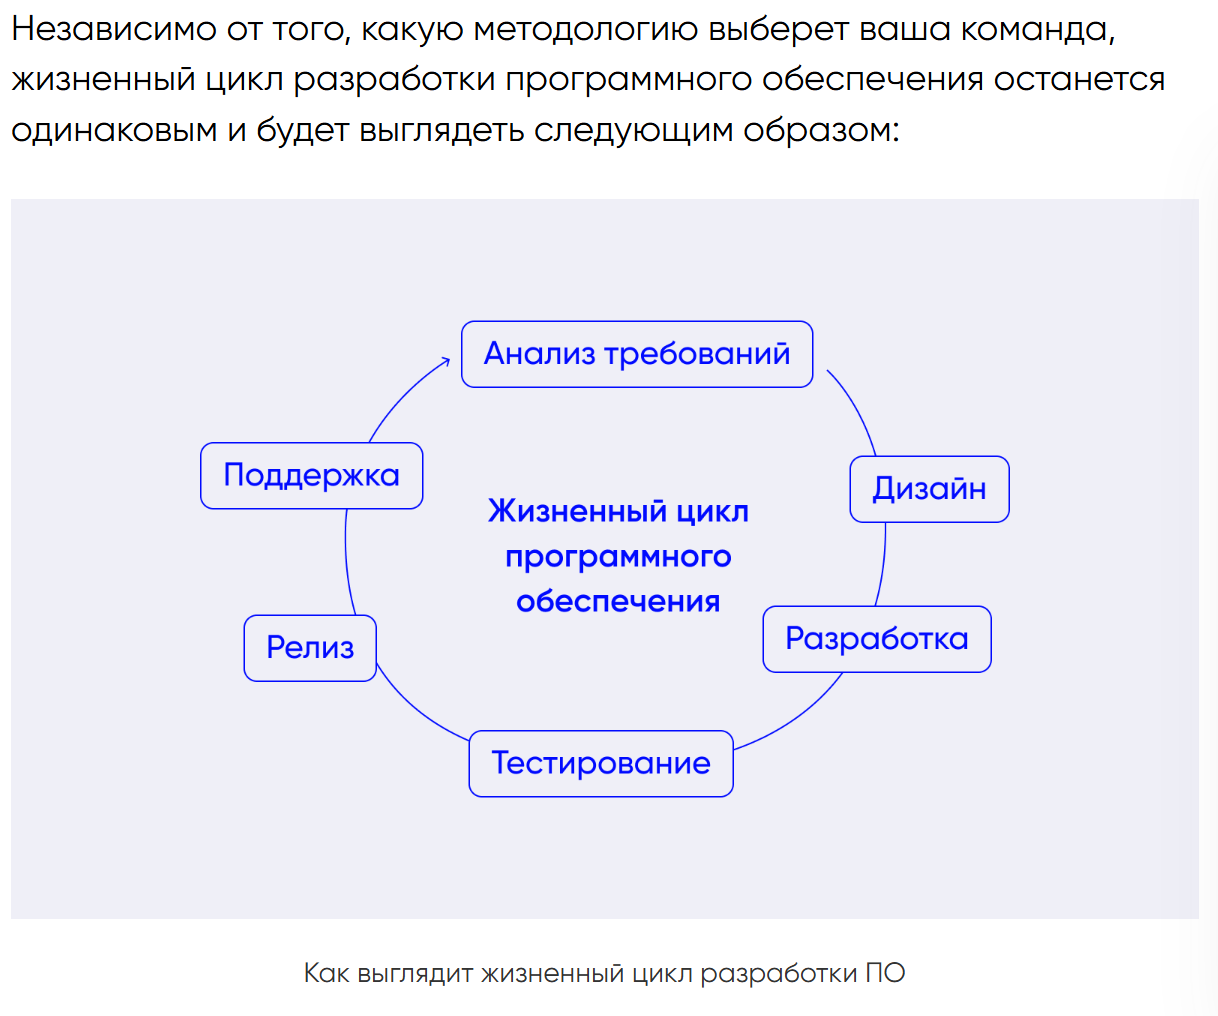 Независимо от того, какую методологию выберет ваша команда,
жизненный цикл разработки программного обеспечения останется
одинаковым и будет выглядеть следующим образом:
Анализ требований
Дизайн
Разработка
Тестирование
Релиз
Поддержка
Жизненный цикл
программного
обеспечения
Как выглядит жизненный цикл разработки ПО